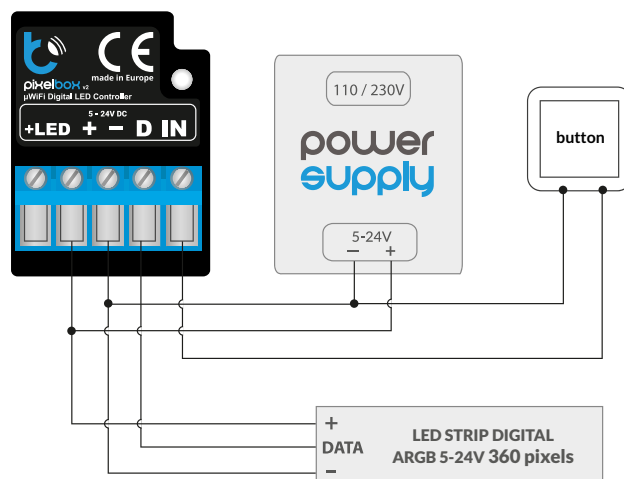 CE
made in Europe
pixelbox v2
µWiFi Digital LED Controller
5 - 24V DC
+LED + − D IN
110 / 230V
power
supply
5-24V
− +
button
+
DATA
−
LED STRIP DIGITAL
ARGB 5-24V 360 pixels